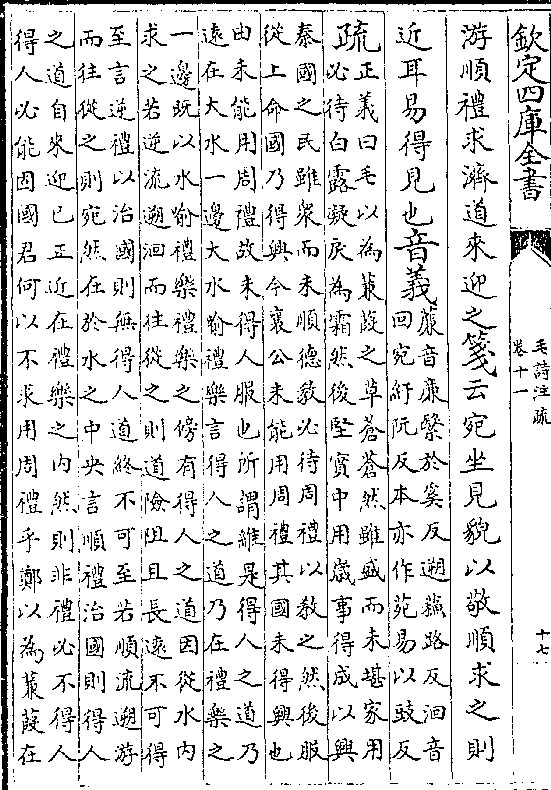 欽定四庫全書
毛詩注疏
卷十一
十七
游順禮求濟道來迎之箋云宛坐見貌以敬順求之則
近耳易得見也音義蒹音廉繄於奚反遡蘓路反洄音
回宛紆阮反本亦作苑易以豉反
疏正義曰毛以為蒹葭之草蒼蒼然雖盛而未堪家用
必待白露凝戾為霜然後堅實中用嵗事得成以興
秦國之民雖衆而未順徳教必待周禮以教之然後服
從上命國乃得興今襄公未能用周禮其國未得興也
由未能用周禮故未得人服也所謂維是得人之道乃
逺在大水一邊大水喻禮樂言得人之道乃在禮樂之
一邊既以水喻禮樂禮樂之傍有得人之道因從水内
求之若逆流遡洄而往從之則道險阻且長逺不可得
至言逆禮以治國則無得人道終不可至若順流遡游
而往從之則宛然在於水之中央言順禮治國則得人
之道自來迎已正近在禮樂之内然則非禮必不得人
得人必能固國君何以不求用周禮乎鄭以為蒹葭在